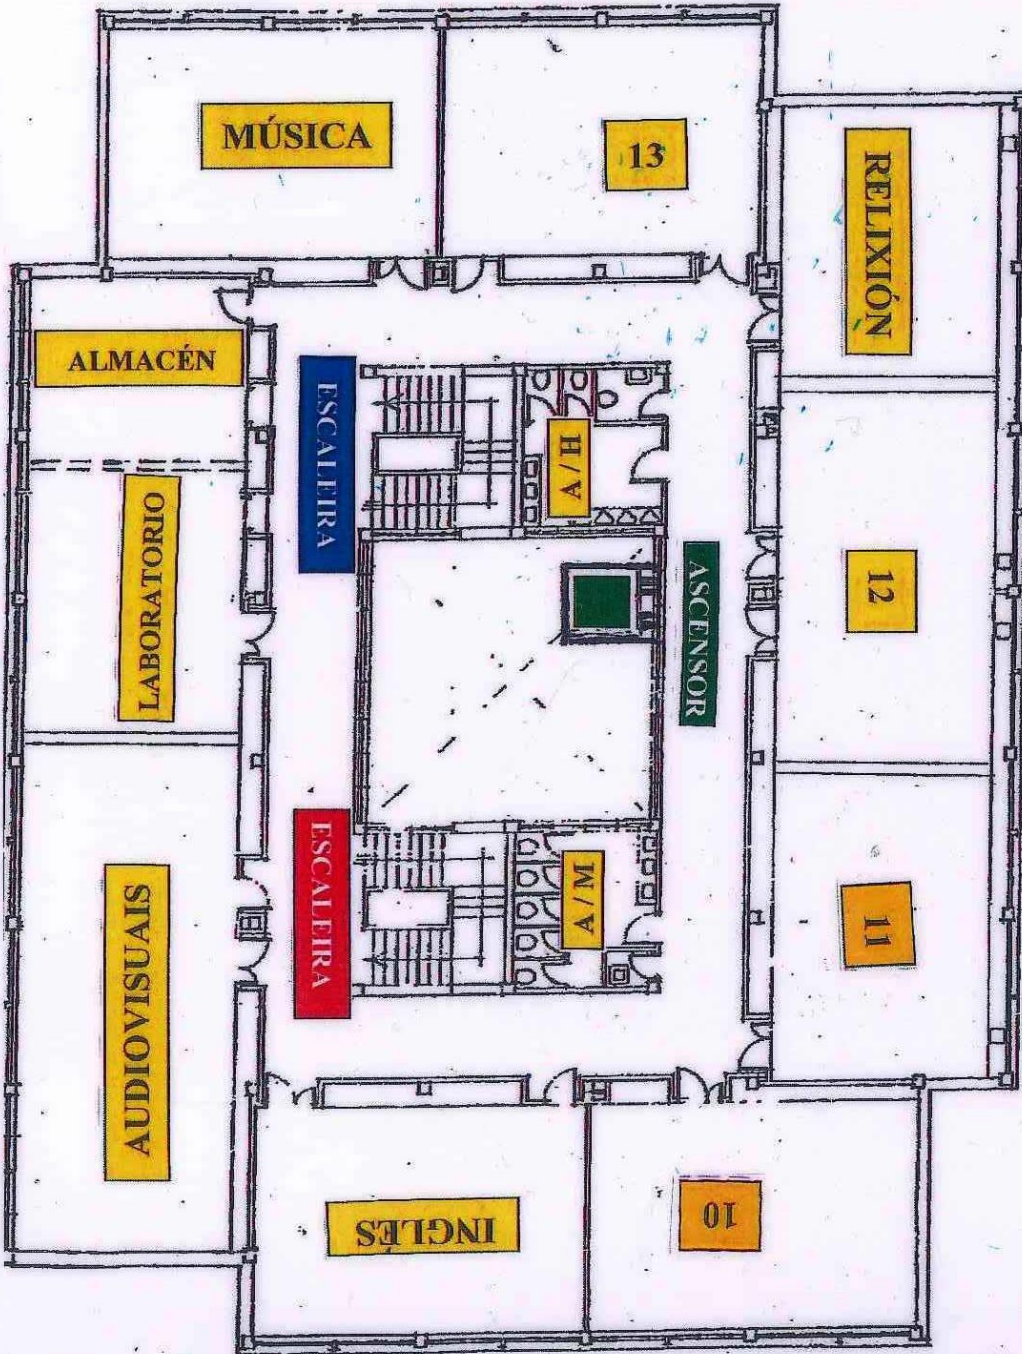 MÚSICA
13
RELIXIÓN
ALMACÉN
ESCALEIRA
A / H
LABORATORIO
ASCENSOR
12
ESCALEIRA
A / M
11
AUDIOVISUAIS
INGLÉS
10